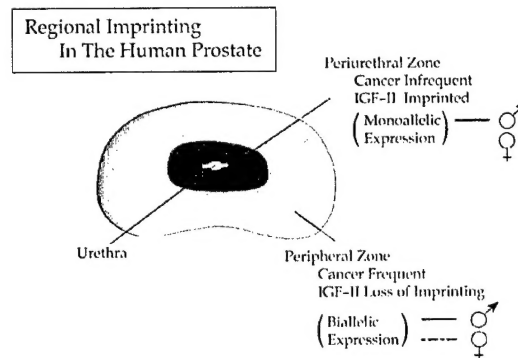 Regional Imprinting
In The Human Prostate
Periurethral Zone
Cancer Infrequent
IGF-II Imprinted
(Monoallelic
Expression)
Urethra
Peripheral Zone
Cancer Frequent
IGF-II Loss of Imprinting
(Biallelic
Expression)